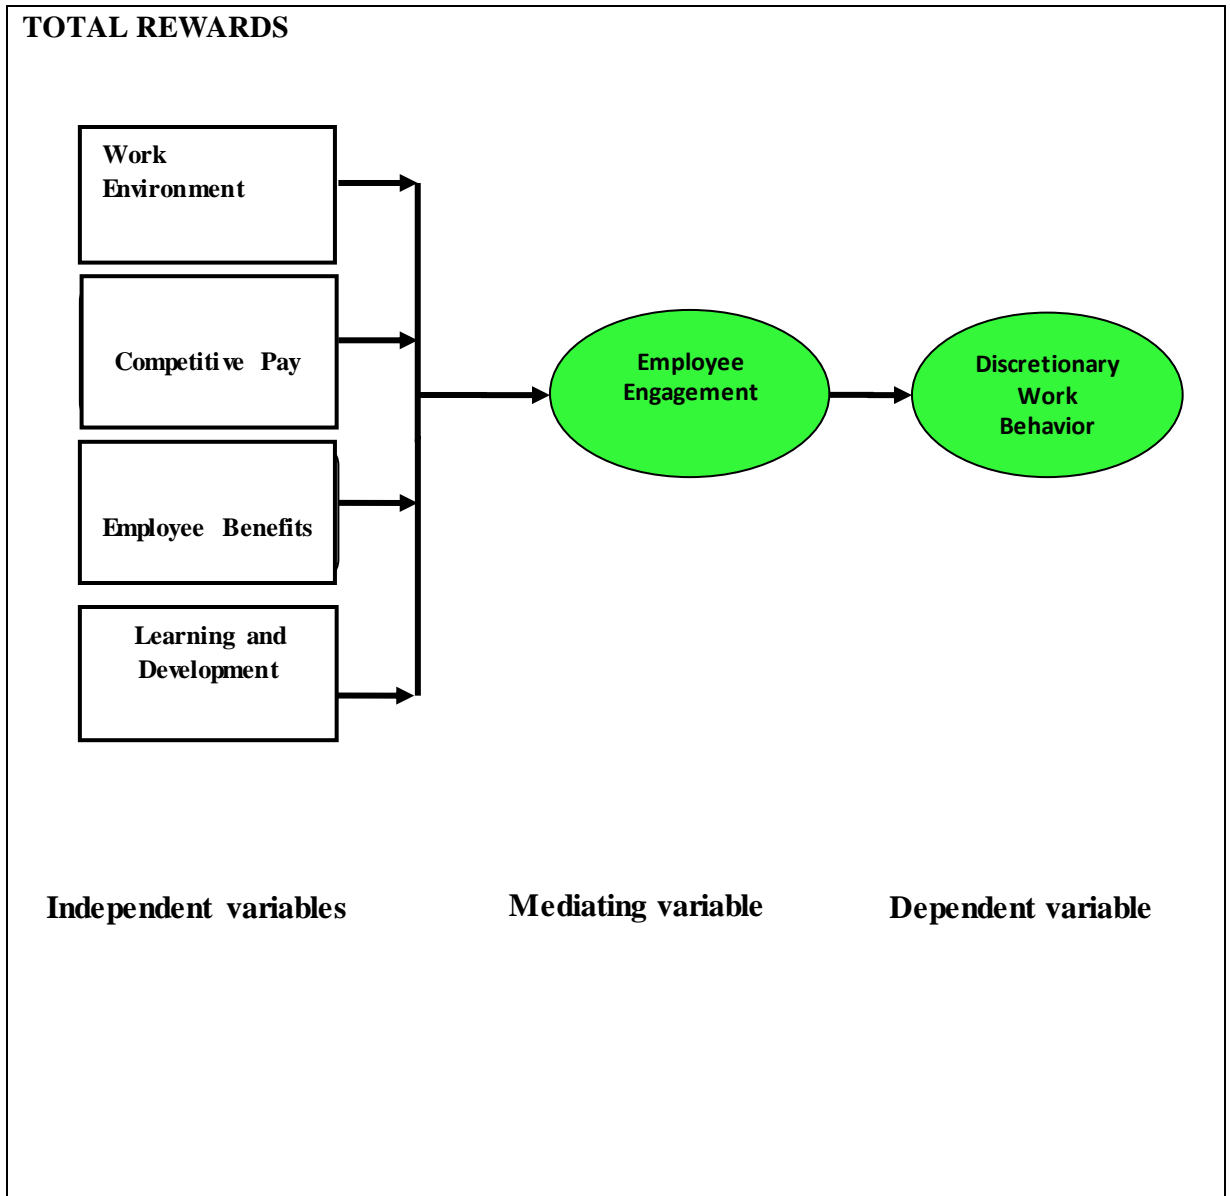 TOTAL REWARDS
Work
Environment
Competitive Pay
Employee Benefits
Learning and
Development
Employee
Engagement
Discretionary
Work
Behavior
Independent variables
Mediating variable
Dependent variable